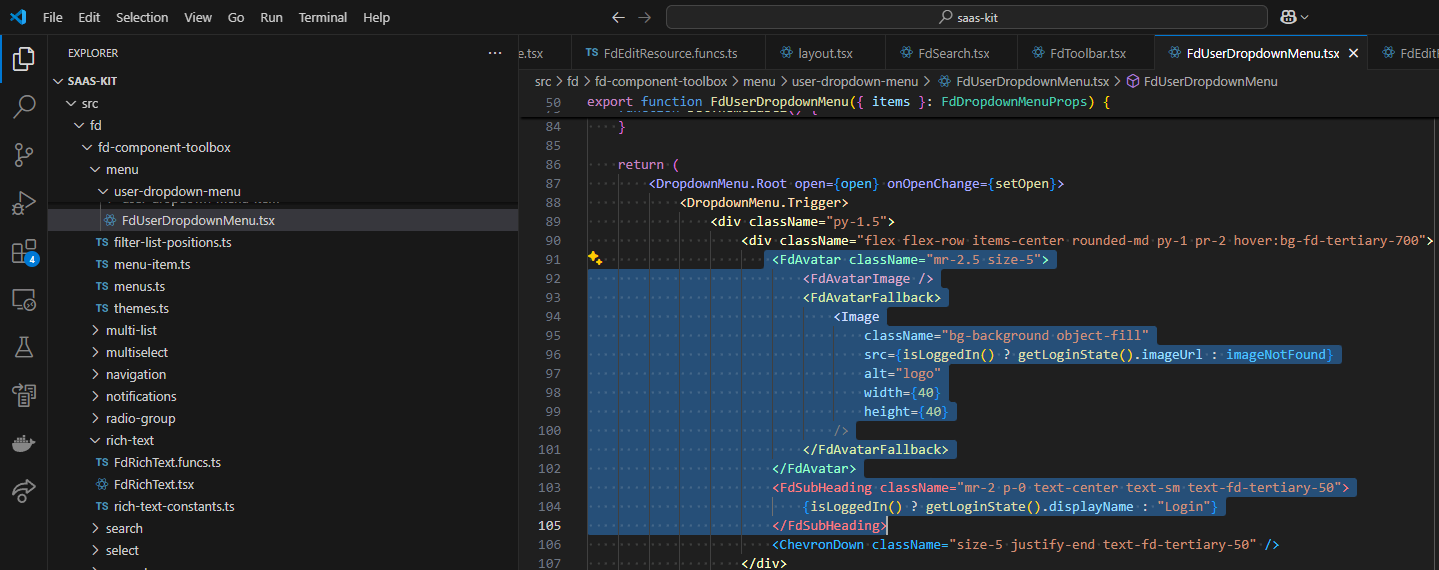 File Edit Selection View Go Run Terminal Help
saas-kit
EXPLORER
e.tsx
TS FdEditResource.funcs.ts
layout.tsx
FdSearch.tsx
FdToolbar.tsx
FdUserDropdownMenu.tsx
SAAS-KIT
src
fd
fd-component-toolbox
menu
user-dropdown-menu
FdUserDropdownMenu.tsx
TS filter-list-positions.ts
TS menu-item.ts
TS menus.ts
TS themes.ts
multi-list
multiselect
4
navigation
notifications
radio-group
rich-text
TS FdRichText.funcs.ts
FdRichText.tsx
TS rich-text-constants.ts
search
select
src > fd > fd-component-toolbox > menu > user-dropdown-menu > FdUserDropdownMenu.tsx > FdUserDropdownMenu
50 export function FdUserDropdownMenu({ items }: FdDropdownMenuProps) {
84 }
85
86 return (
87 <DropdownMenu.Root open={open} onOpenChange={setOpen}>
88 <DropdownMenu.Trigger>
89 <div className="py-1.5">
90 <div className="flex flex-row items-center rounded-md py-1 pr-2 hover:bg-fd-tertiary-700">
91 <FdAvatar className="mr-2.5 size-5">
92 <FdAvatarImage />
93 <FdAvatarFallback>
94 <Image
95 className="bg-background object-fill"
96 src={isLoggedIn() ? getLoginState().imageUrl : imageNotFound}
97 alt="logo"
98 width={40}
99 height={40}
100 />
101 </FdAvatarFallback>
102 </FdAvatar>
103 <FdSubHeading className="mr-2 p-0 text-center text-sm text-fd-tertiary-50">
104 {isLoggedIn() ? getLoginState().displayName : "Login"}
105 </FdSubHeading>
106 <ChevronDown className="size-5 justify-end text-fd-tertiary-50" />
107 </div>